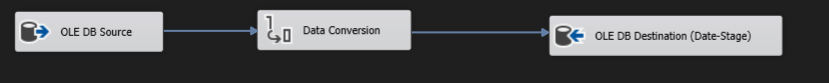 OLE DB Source
Data Conversion
OLE DB Destination (Date-Stage)